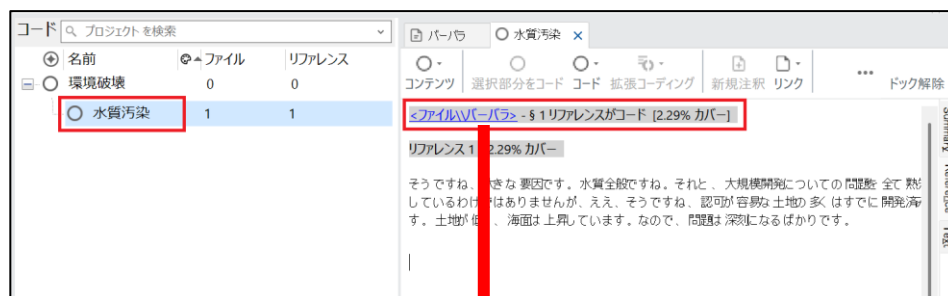 コード プロジェクトを検索
名前 ファイル リファレンス
環境破壊 0 0
水質汚染 1 1
バーバラ 水質汚染 ×
コンテンツ 選択部分をコード コード 拡張コーディング 新規注釈 リンク ... ドック解除
<ファイル\\バーバラ> - § 1 リファレンスがコード [2.29% カバー]
リファレンス 1 2.29% カバー
そうですね、きな要因です。水質全般ですね。それと、大規模開発についての問題を全て熟
しているわけではありませんが、ええ、そうですね、認可が容易な土地の多くはすでに開発済
す。土地が 、海面は上昇しています。なので、問題は深刻になるばかりです。
Summary
Reference
Text